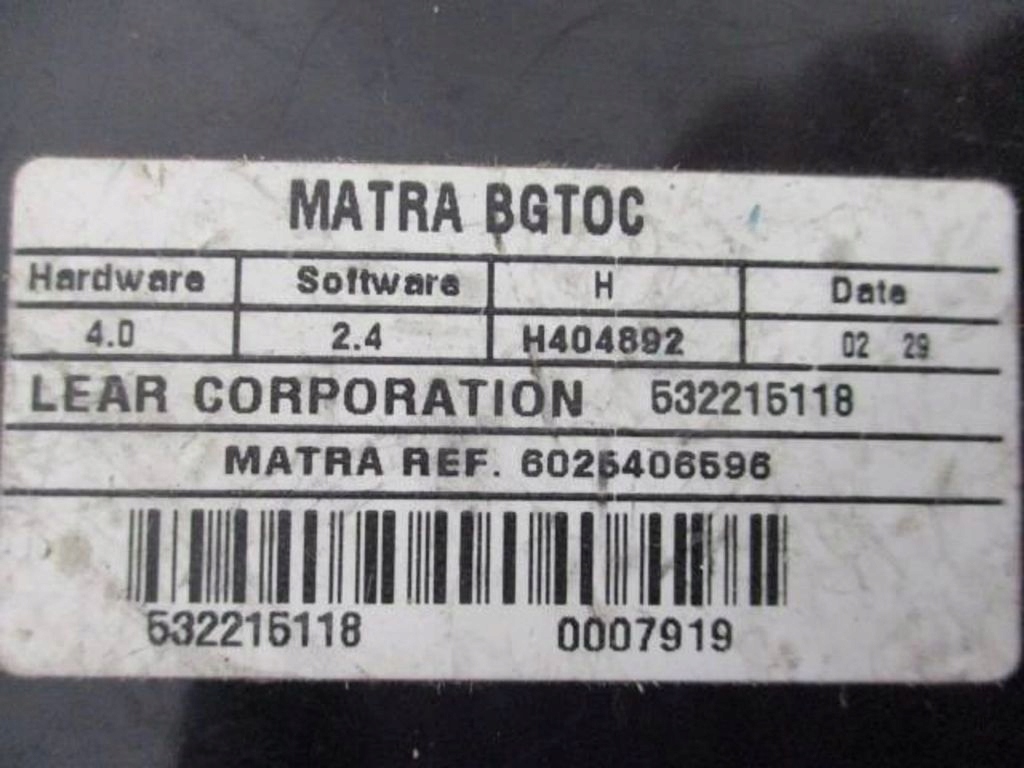 MATRA BGTOC
Hardware Software H Date
4.0 2.4 H404892 02 29
LEAR CORPORATION 532215118
MATRA REF. 6025406596
532215118 0007919